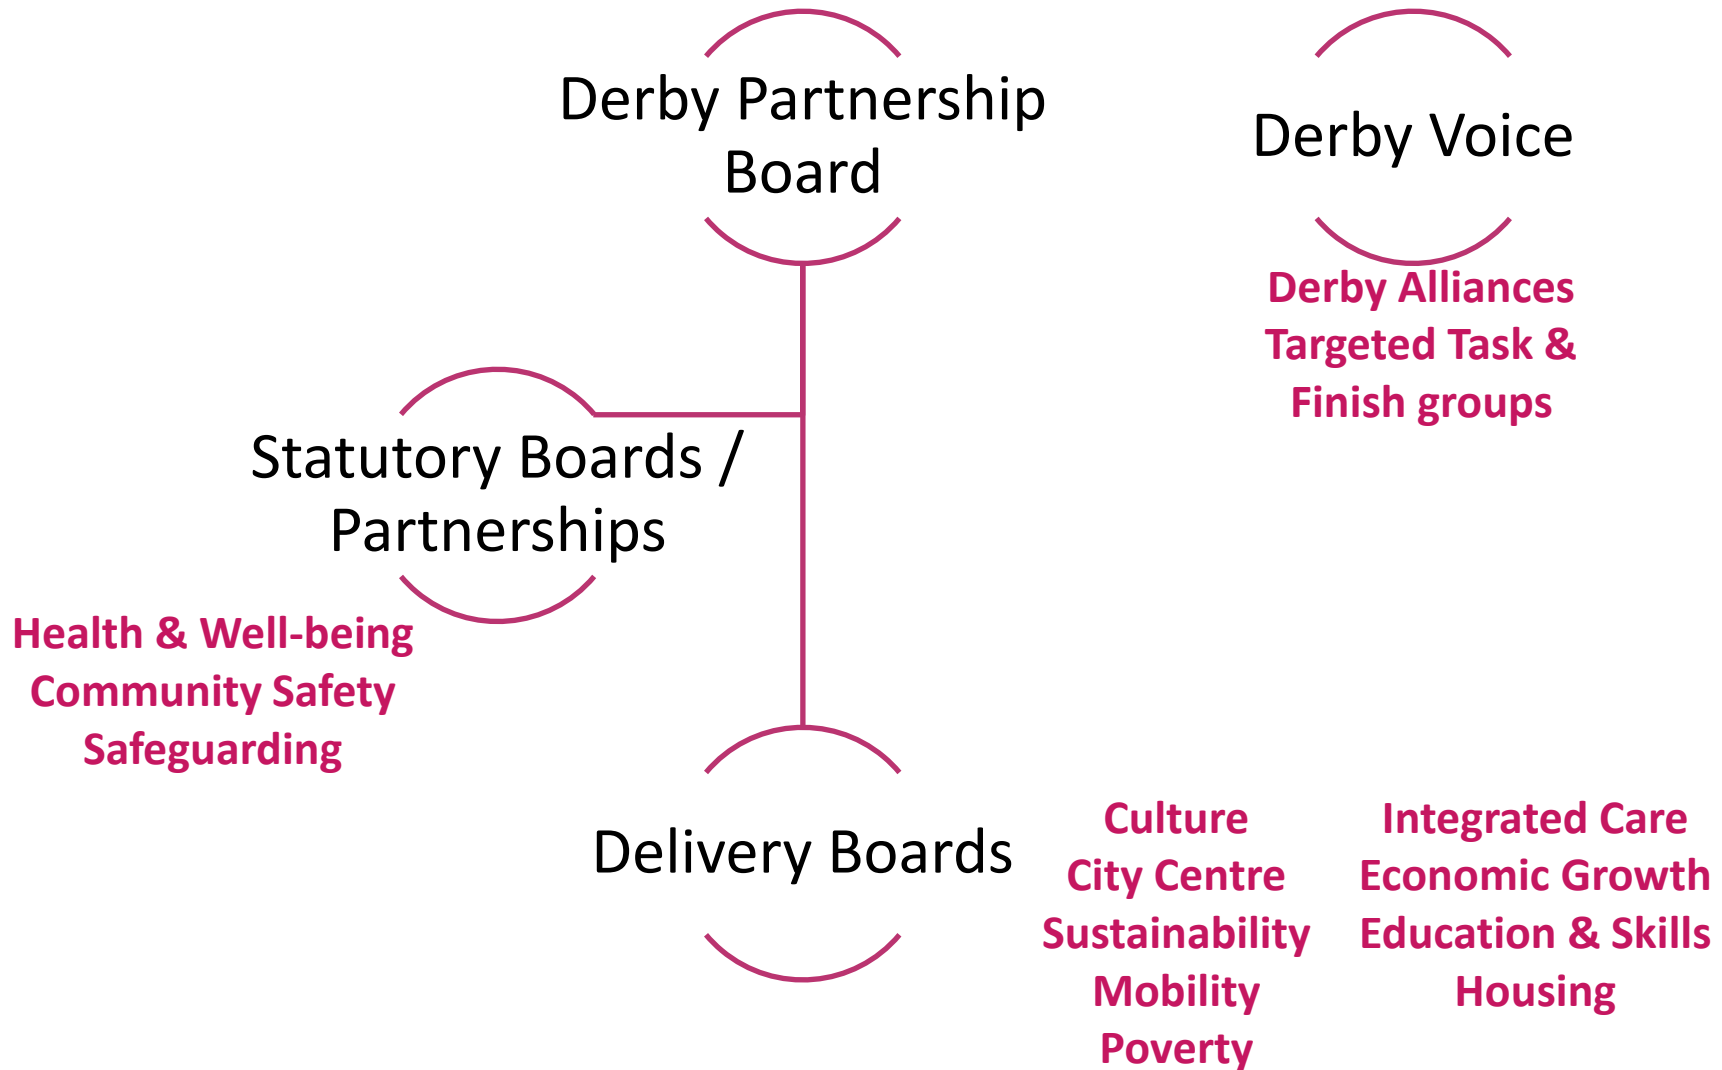 Derby Partnership
Board
Derby Voice
Derby Alliances
Targeted Task &
Finish groups
Statutory Boards /
Partnerships
Health & Well-being
Community Safety
Safeguarding
Delivery Boards
Culture
City Centre
Sustainability
Mobility
Poverty
Integrated Care
Economic Growth
Education & Skills
Housing